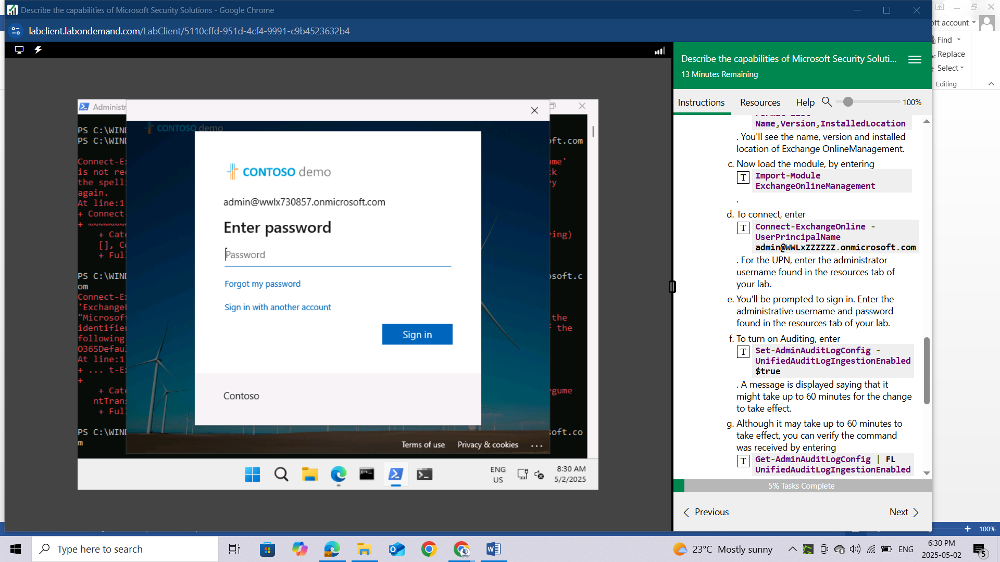 Describe the capabilities of Microsoft Security Solutions - Google Chrome
labclient.labondemand.com/LabClient/5110cffd-951d-4cf4-9991-c9b4523632b4
account
Find
Replace
Select
Editing
Describe the capabilities of Microsoft Security Soluti...
13 Minutes Remaining
Instructions Resources Help 100%
Name,Version,InstalledLocation
. You'll see the name, version and installed
location of Exchange OnlineManagement.
c. Now load the module, by entering
T Import-Module
ExchangeOnlineManagement
.
d. To connect, enter
T Connect-ExchangeOnline -
UserPrincipalName
admin@WWLxZZZZZZ.onmicrosoft.com
. For the UPN, enter the administrator
username found in the resources tab of
your lab.
e. You'll be prompted to sign in. Enter the
administrative username and password
found in the resources tab of your lab.
f. To turn on Auditing, enter
T Set-AdminAuditLogConfig -
UnifiedAuditLogIngestionEnabled
$true
. A message is displayed saying that it
might take up to 60 minutes for the change
to take effect.
g. Although it may take up to 60 minutes to
take effect, you can verify the command
was received by entering
T Get-AdminAuditLogConfig | FL
UnifiedAuditLogIngestionEnabled
5% Tasks Complete
Previous Next
Administr
PS C:\WIN
PS C:\WIN
oft.com
Connect-E
is not re
the spell
again.
At line:1
+ Connect
+ ~~~~~~~~
+ Cat
ring)
[], C
+ Ful
PS C:\WIN
osoft.c
om
Connect-E
'Exchange
"Microsoft
the
identifie
f the
following
O365Defau
At line:1
+ ... t-E
+
+ Cat
rgume
ntTran
+ Ful
PS C:\WIN
soft.co
m
CONTOSO demo
CONTOSO demo
admin@wwlx730857.onmicrosoft.com
Enter password
Password
Forgot my password
Sign in with another account
Sign in
Contoso
Terms of use Privacy & cookies ...
ENG
US
8:30 AM
5/2/2025
100%
Type here to search
23°C Mostly sunny
ENG
6:30 PM
2025-05-02
5